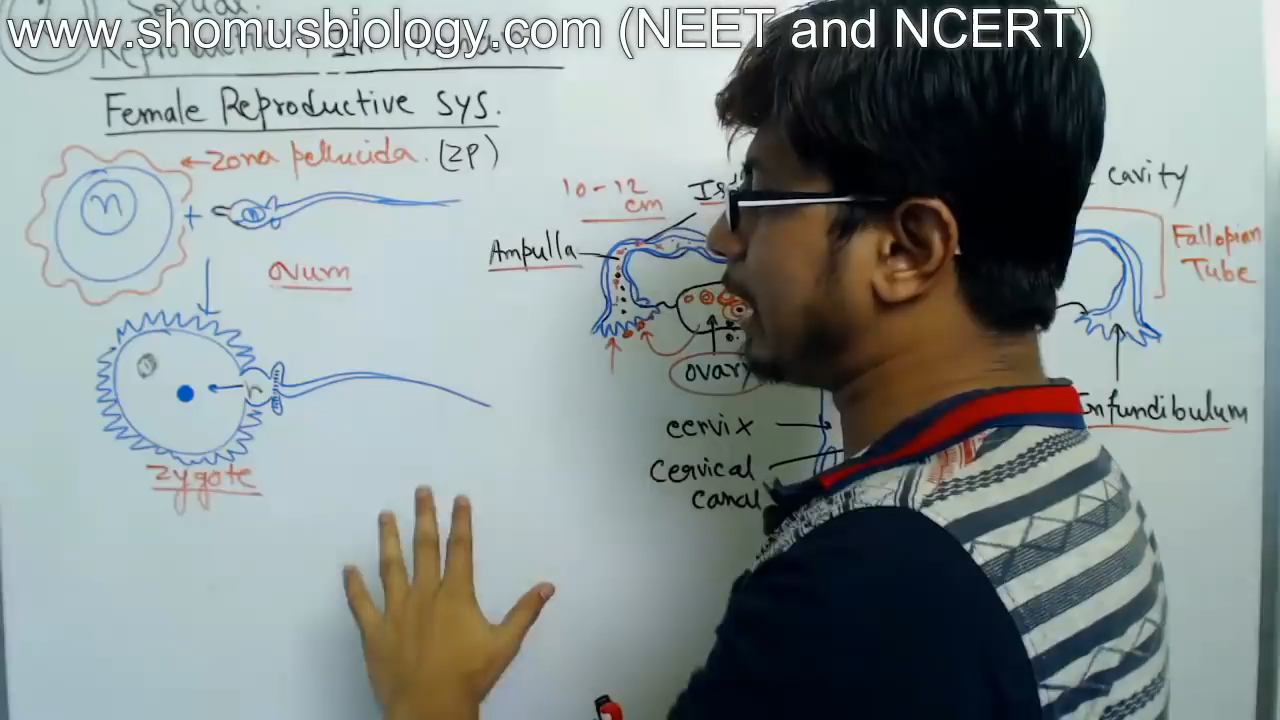 www.shomusbiology.com (NEET and NCERT)
Sexual.
Female Reproductive sys.
←Zona pellucida. (ZP)
n
+
n
ovum
n
zygote
10-12
cm
Ampulla
ovary
cervix
Cervical
canal
cavity
Fallopian
Tube
Infundibulum